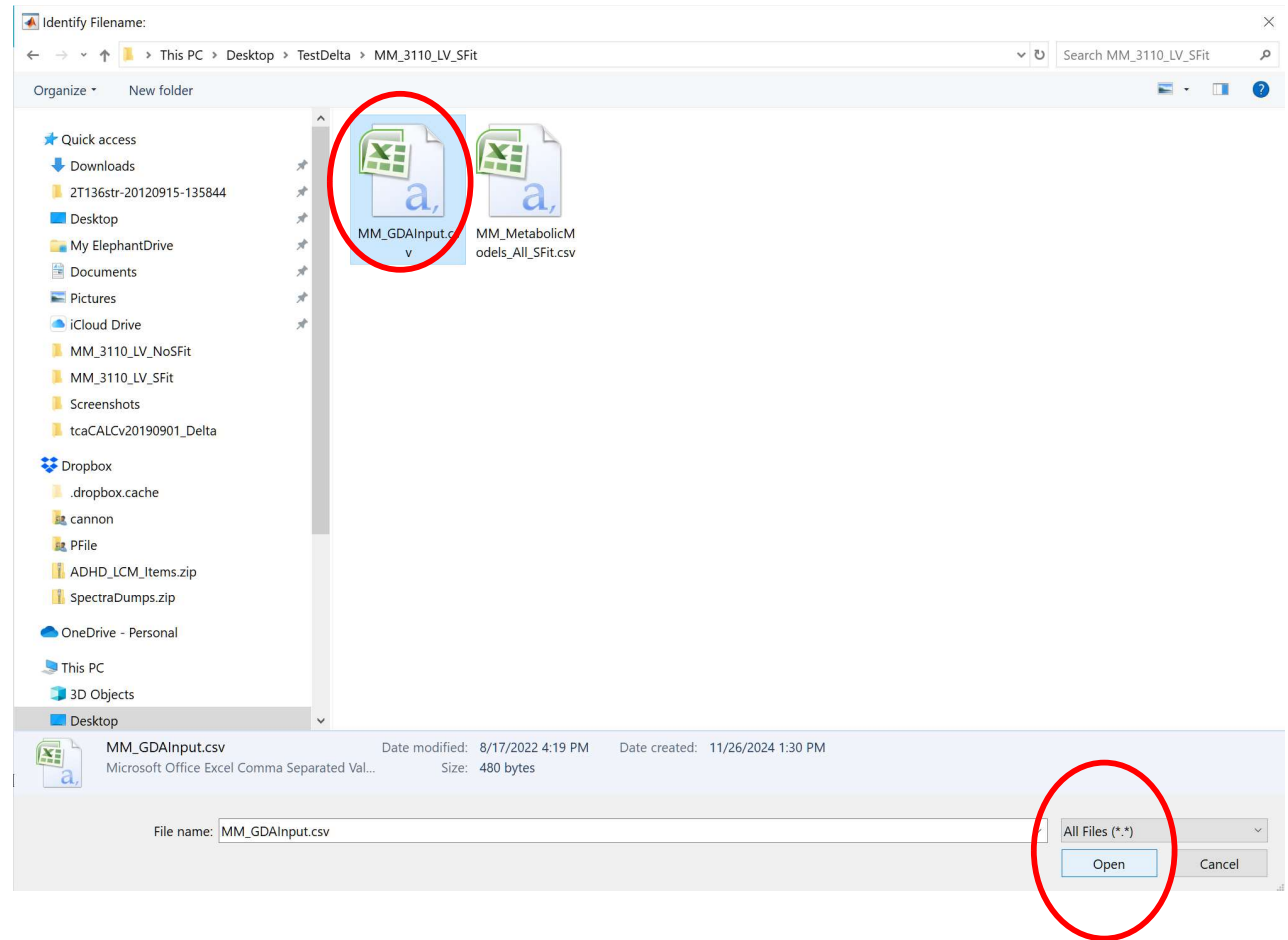 Identify Filename:
This PC > Desktop > TestDelta > MM_3110_LV_SFit
Search MM_3110_LV_SFit
Organize
New folder
Quick access
Downloads
2T136str-20120915-135844
Desktop
My ElephantDrive
Documents
Pictures
iCloud Drive
MM_3110_LV_NoSFit
MM_3110_LV_SFit
Screenshots
tcaCALCv20190901_Delta
Dropbox
.dropbox.cache
cannon
PFile
ADHD_LCM_Items.zip
SpectraDumps.zip
OneDrive - Personal
This PC
3D Objects
Desktop
a,
MM_GDAInput.cs
v
a,
MM_MetabolicM
odels_All_SFit.csv
a,
MM_GDAInput.csv
Microsoft Office Excel Comma Separated Val...
Date modified: 8/17/2022 4:19 PM
Size: 480 bytes
Date created: 11/26/2024 1:30 PM
File name: MM_GDAInput.csv
All Files (*.*)
Open
Cancel